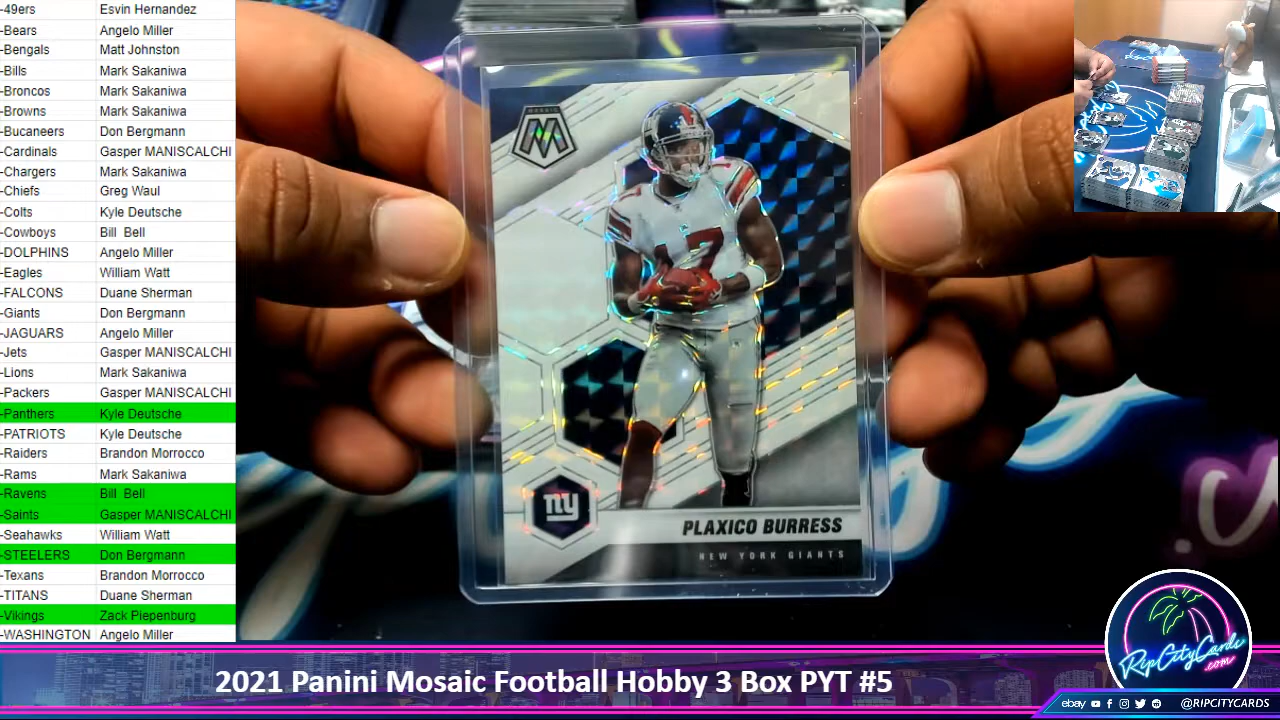 -49ers Esvin Hernandez
-Bears Angelo Miller
-Bengals Matt Johnston
-Bills Mark Sakaniwa
-Broncos Mark Sakaniwa
-Browns Mark Sakaniwa
-Bucaneers Don Bergmann
-Cardinals Gasper MANISCALCHI
-Chargers Mark Sakaniwa
-Chiefs Greg Waul
-Colts Kyle Deutsche
-Cowboys Bill Bell
-DOLPHINS Angelo Miller
-Eagles William Watt
-FALCONS Duane Sherman
-Giants Don Bergmann
-JAGUARS Angelo Miller
-Jets Gasper MANISCALCHI
-Lions Mark Sakaniwa
-Packers Gasper MANISCALCHI
-Panthers Kyle Deutsche
-PATRIOTS Kyle Deutsche
-Raiders Brandon Morrocco
-Rams Mark Sakaniwa
-Ravens Bill Bell
-Saints Gasper MANISCALCHI
-Seahawks William Watt
-STEELERS Don Bergmann
-Texans Brandon Morrocco
-TITANS Duane Sherman
-Vikings Zack Piepenburg
-WASHINGTON Angelo Miller
MOSAIC
M
17
ny
PLAXICO BURRESS
NEW YORK GIANTS
RipCityCards
.com
2021 Panini Mosaic Football Hobby 3 Box PYT #5
ebay @RIPCITYCARDS